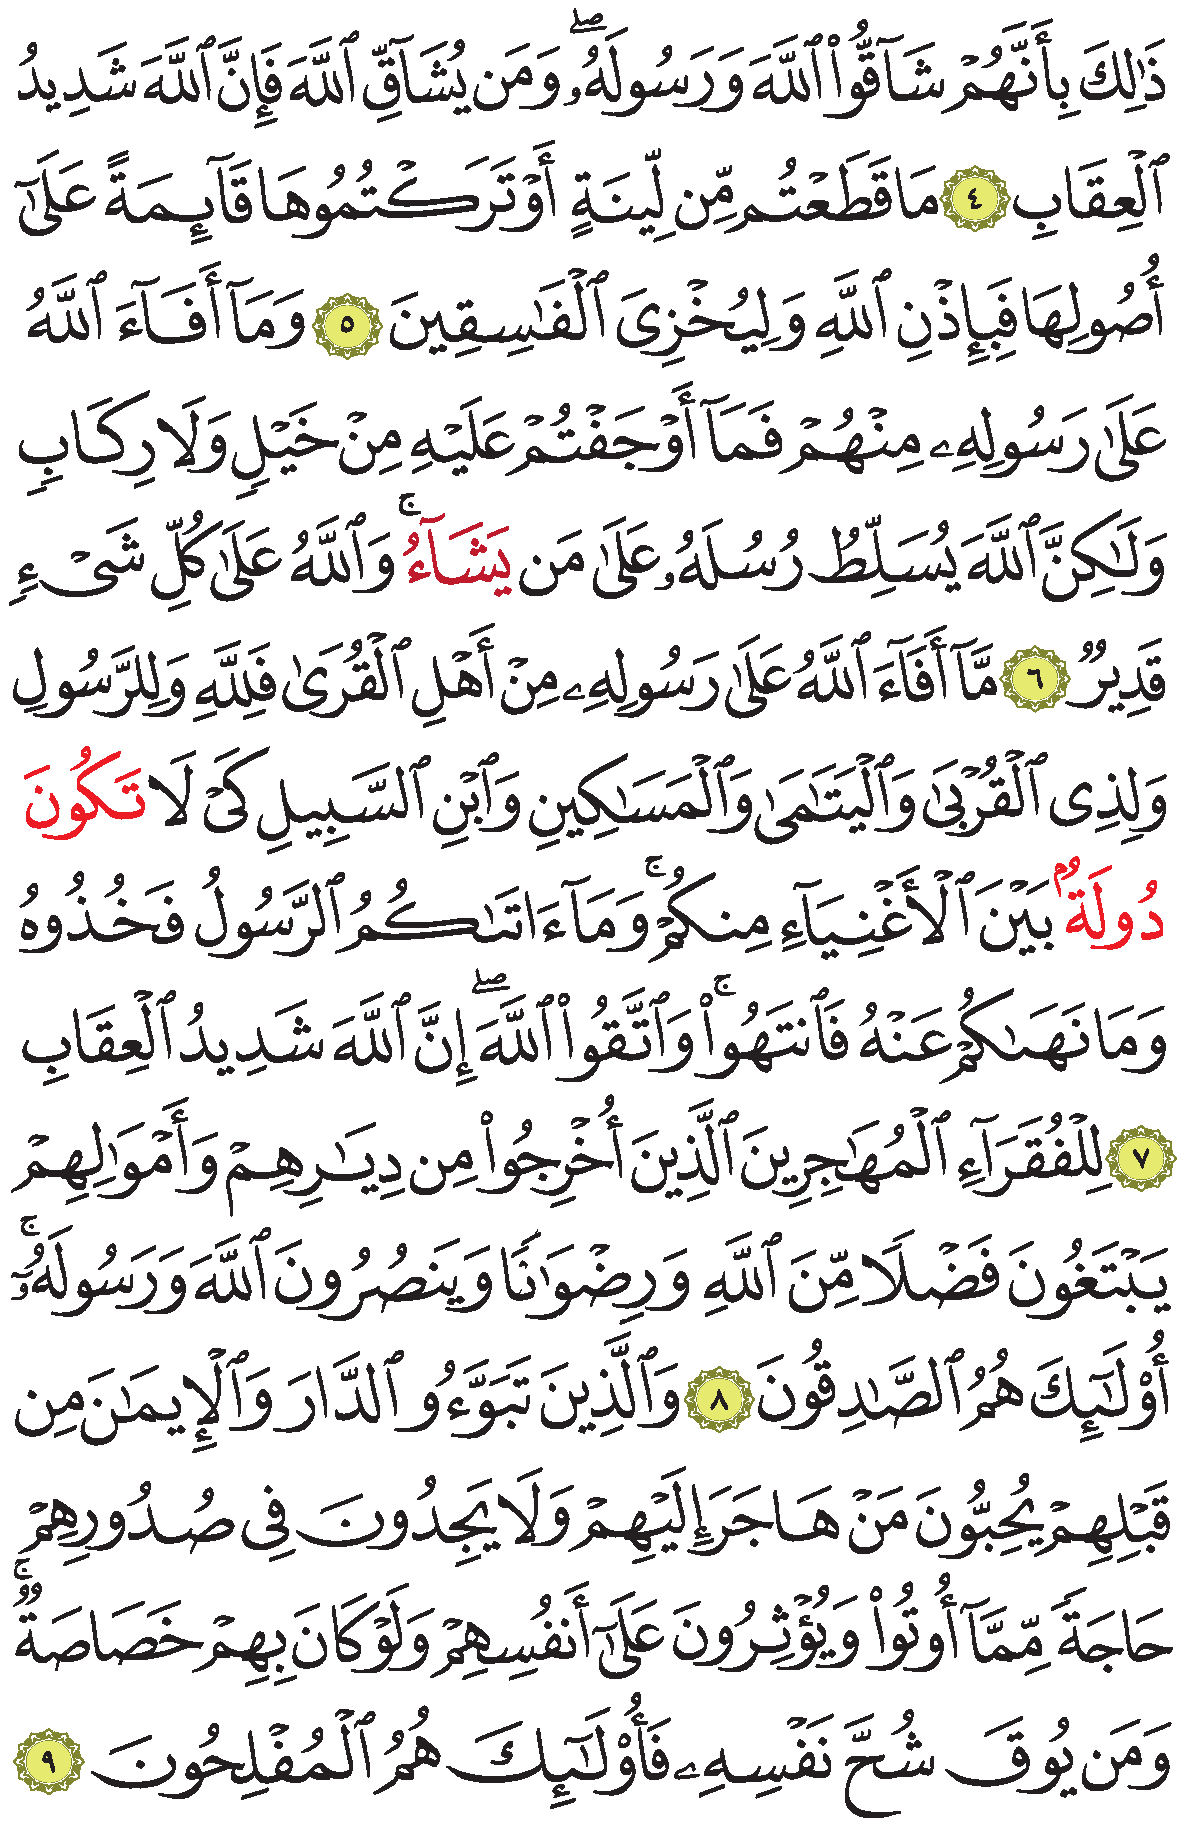 ذَٰلِكَ بِأَنَّهُمْ شَآقُّوا۟ ٱللَّهَ وَرَسُولَهُۥ ۖ وَمَن يُشَآقِّ ٱللَّهَ فَإِنَّ ٱللَّهَ شَدِيدُ
ٱلْعِقَابِ ٤ مَا قَطَعْتُم مِّن لِّينَةٍ أَوْ تَرَكْتُمُوهَا قَآئِمَةً عَلَىٰٓ
أُصُولِهَا فَبِإِذْنِ ٱللَّهِ وَلِيُخْزِىَ ٱلْفَـٰسِقِينَ ٥ وَمَآ أَفَآءَ ٱللَّهُ
عَلَىٰ رَسُولِهِۦ مِنْهُمْ فَمَآ أَوْجَفْتُمْ عَلَيْهِ مِنْ خَيْلٍ وَلَا رِكَابٍ
وَلَـٰكِنَّ ٱللَّهَ يُسَلِّطُ رُسُلَهُۥ عَلَىٰ مَن يَشَآءُ ۚ وَٱللَّهُ عَلَىٰ كُلِّ شَىْءٍ
قَدِيرٌ ٦ مَّآ أَفَآءَ ٱللَّهُ عَلَىٰ رَسُولِهِۦ مِنْ أَهْلِ ٱلْقُرَىٰ فَلِلَّهِ وَلِلرَّسُولِ
وَلِذِى ٱلْقُرْبَىٰ وَٱلْيَتَـٰمَىٰ وَٱلْمَسَـٰكِينِ وَٱبْنِ ٱلسَّبِيلِ كَىْ لَا تَكُونَ
دُولَةٌۢ بَيْنَ ٱلْأَغْنِيَآءِ مِنكُمْ ۚ وَمَآ ءَاتَىٰكُمُ ٱلرَّسُولُ فَخُذُوهُ
وَمَا نَهَىٰكُمْ عَنْهُ فَٱنتَهُوا۟ ۚ وَٱتَّقُوا۟ ٱللَّهَ ۖ إِنَّ ٱللَّهَ شَدِيدُ ٱلْعِقَابِ
٧ لِلْفُقَرَآءِ ٱلْمُهَـٰجِرِينَ ٱلَّذِينَ أُخْرِجُوا۟ مِن دِيَـٰرِهِمْ وَأَمْوَٰلِهِمْ
يَبْتَغُونَ فَضْلًا مِّنَ ٱللَّهِ وَرِضْوَٰنًا وَيَنصُرُونَ ٱللَّهَ وَرَسُولَهُۥٓ ۚ
أُو۟لَـٰٓئِكَ هُمُ ٱلصَّـٰدِقُونَ ٨ وَٱلَّذِينَ تَبَوَّءُو ٱلدَّارَ وَٱلْإِيمَـٰنَ مِن
قَبْلِهِمْ يُحِبُّونَ مَنْ هَاجَرَ إِلَيْهِمْ وَلَا يَجِدُونَ فِى صُدُورِهِمْ
حَاجَةً مِّمَّآ أُوتُوا۟ وَيُؤْثِرُونَ عَلَىٰٓ أَنفُسِهِمْ وَلَوْ كَانَ بِهِمْ خَصَاصَةٌ ۚ
وَمَن يُوقَ شُحَّ نَفْسِهِۦ فَأُو۟لَـٰٓئِكَ هُمُ ٱلْمُفْلِحُونَ ٩